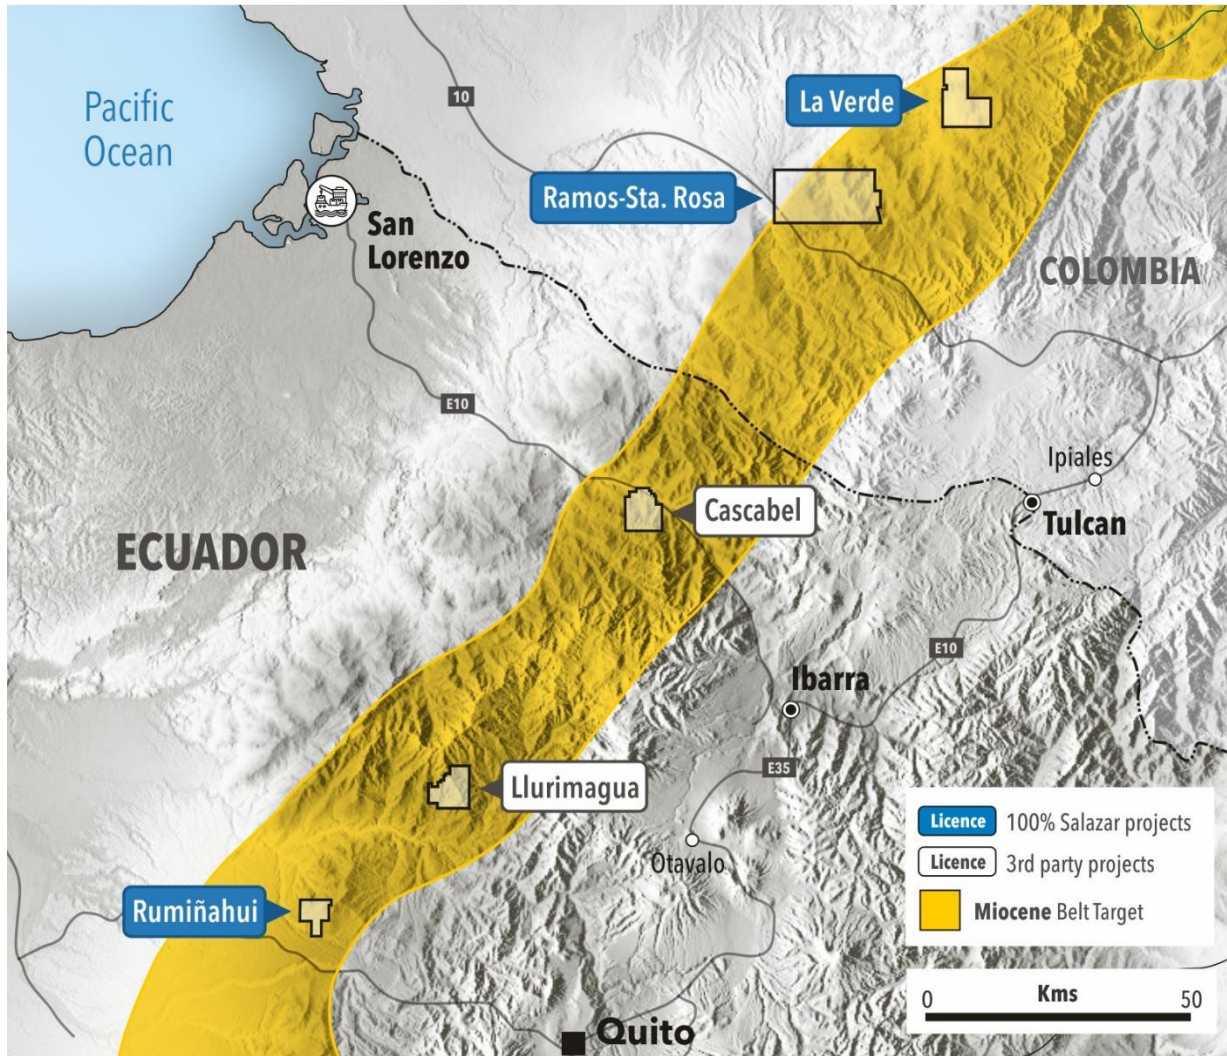 La Verde
Pacific
Ocean
10
Ramos-Sta. Rosa
San
Lorenzo
COLOMBIA
E10
Ipiales
Cascabel
Tulcan
ECUADOR
E10
Ibarra
E35
Llurimagua
Otavalo
Rumiñahui
Quito
Licence 100% Salazar projects
Licence 3rd party projects
Miocene Belt Target
Kms
0 50